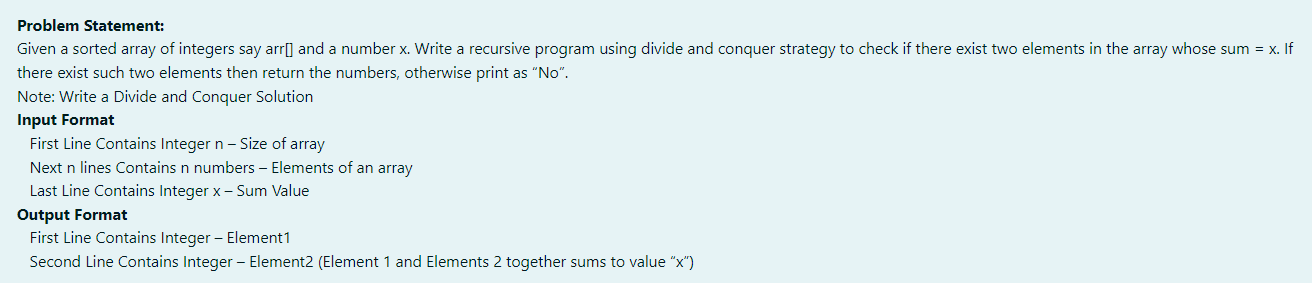 Problem Statement:
Given a sorted array of integers say arr[] and a number x. Write a recursive program using divide and conquer strategy to check if there exist two elements in the array whose sum = x. If
there exist such two elements then return the numbers, otherwise print as “No”.
Note: Write a Divide and Conquer Solution
Input Format
First Line Contains Integer n – Size of array
Next n lines Contains n numbers – Elements of an array
Last Line Contains Integer x – Sum Value
Output Format
First Line Contains Integer – Element1
Second Line Contains Integer – Element2 (Element 1 and Elements 2 together sums to value “x”)